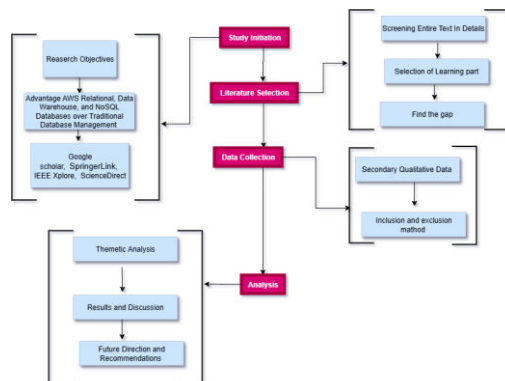 Study Initiation
Reaserch Objectives
Advantage AWS Relational, Data
Warehouse, and NoSQL
Databases over Traditional
Database Management
Google
scholar, SpringerLink,
IEEE Xplore, ScienceDirect
Literature Selection
Screening Entire Text In Details
Selection of Learning part
Find the gap
Data Collection
Secondary Qualitative Data
Inclusion and exclusion
mathod
Analysis
Themetic Analysis
Results and Discussion
Future Direction and
Recommendations